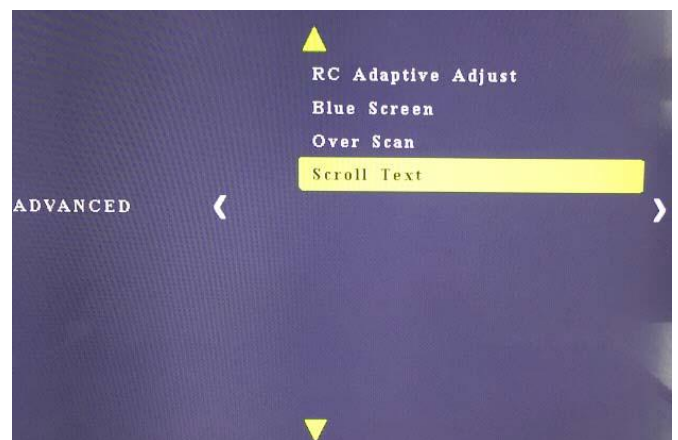 RC Adaptive Adjust
Blue Screen
Over Scan
Scroll Text
ADVANCED